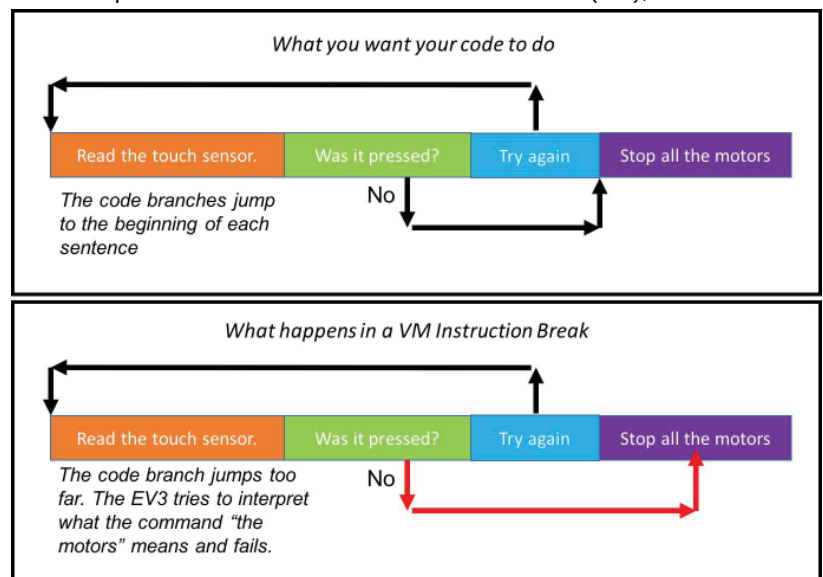 What you want your code to do
Read the touch sensor. Was it pressed? Try again Stop all the motors
No
The code branches jump
to the beginning of each
sentence
What happens in a VM Instruction Break
Read the touch sensor. Was it pressed? Try again Stop all the motors
No
The code branch jumps too
far. The EV3 tries to interpret
what the command “the
motors” means and fails.